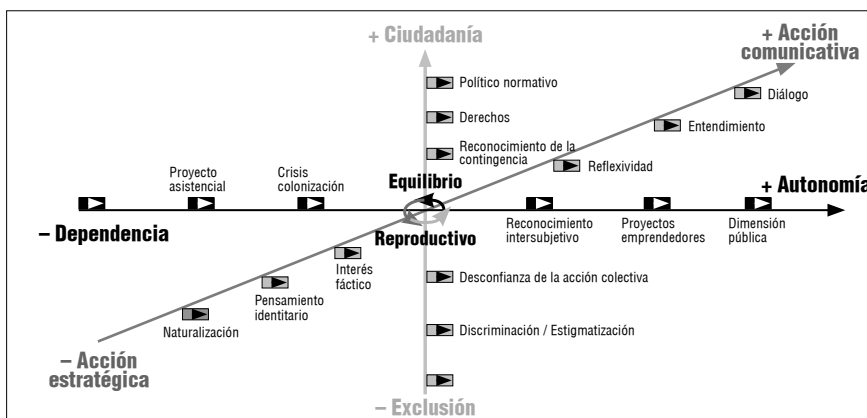 + Ciudadanía
+ Acción
comunicativa
Político normativo
Diálogo
Derechos
Entendimiento
Reconocimiento de la
contingencia
Reflexividad
Proyecto
asistencial
Crisis
colonización
Equilibrio
+ Autonomía
– Dependencia
Reproductivo
Reconocimiento
intersubjetivo
Proyectos
emprendedores
Dimensión
pública
Interés
fáctico
Desconfianza de la acción colectiva
Pensamiento
identitario
Naturalización
Discriminación / Estigmatización
– Acción
estratégica
– Exclusión